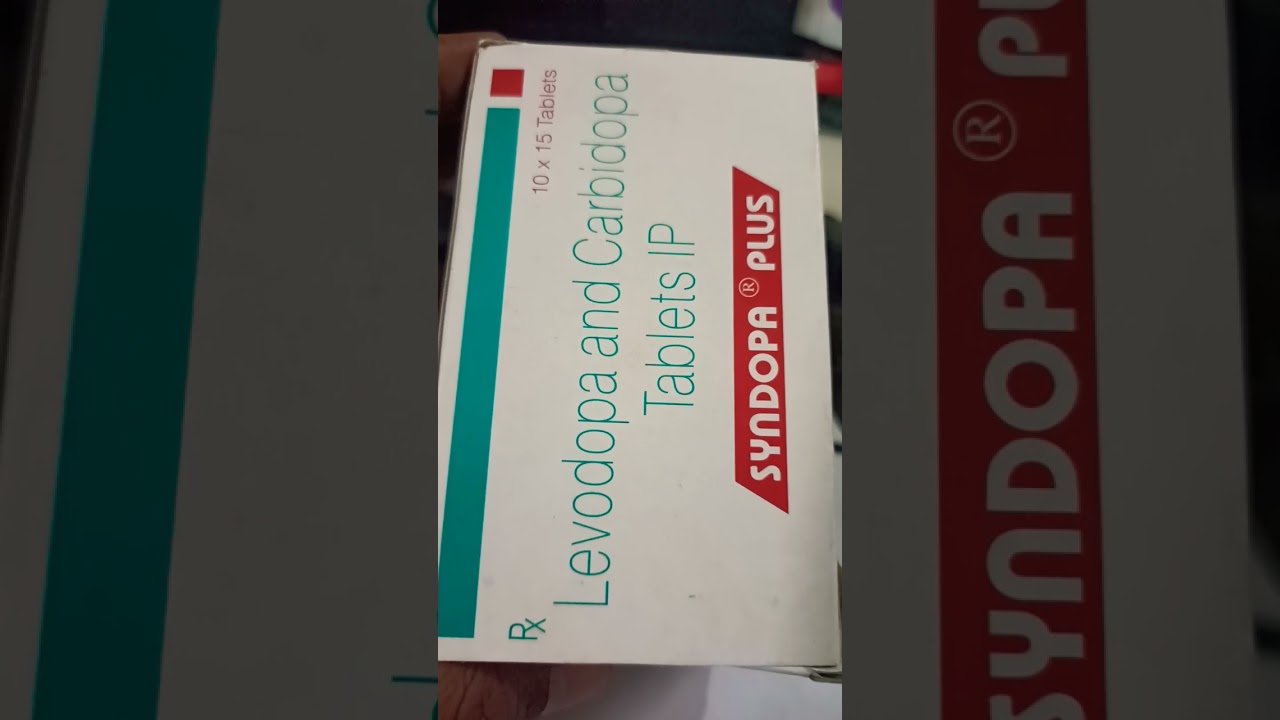 10 x 15 Tablets
Rx
Levodopa and Carbidopa
Tablets IP
SYNDOPA ® PLUS